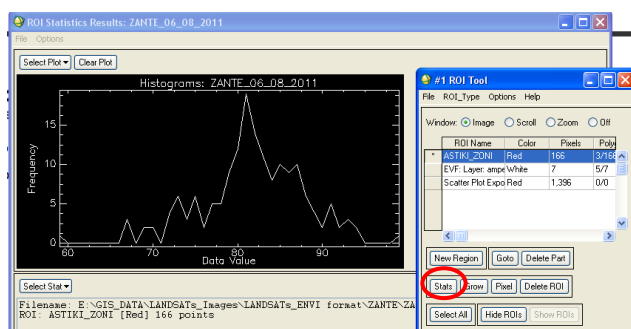 ROI Statistics Results: ZANTE_06_08_2011
File Options
Select Plot Clear Plot
Histograms: ZANTE_06_08_2011
Frequency
15
10
5
0
60 70 80 90
Data Value
Select Stat
Filename: E:\GIS_DATA\LANDSATs_Images\LANDSATs_ENVI format\ZANTE\ZA
ROI: ASTIKI_ZONI [Red] 166 points
#1 ROI Tool
File ROI_Type Options Help
Window: Image Scroll Zoom Off
ROI Name Color Pixels Poly
* ASTIKI_ZONI Red 166 3/166
EVF: Layer: ampe White 7 5/7
Scatter Plot Expo Red 1,396 0/0
New Region Goto Delete Part
Stats Grow Pixel Delete ROI
Select All Hide ROIs Show ROIs